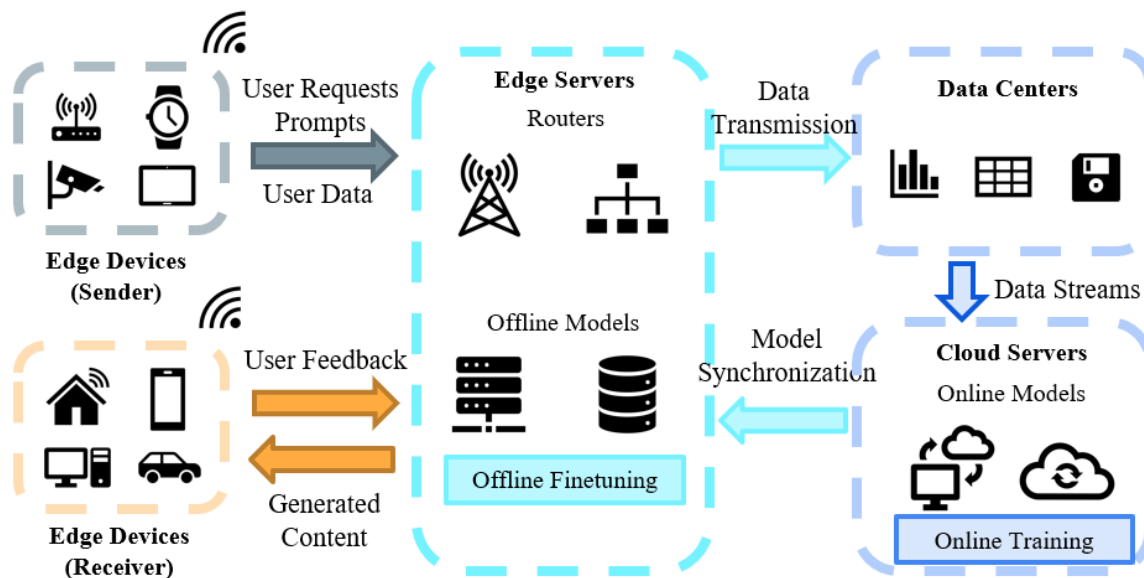 User Requests
Prompts
User Data
Edge Devices
(Sender)
Edge Servers
Routers
Data
Transmission
Data Centers
Data Streams
Offline Models
Offline Finetuning
User Feedback
Generated
Content
Edge Devices
(Receiver)
Model
Synchronization
Cloud Servers
Online Models
Online Training